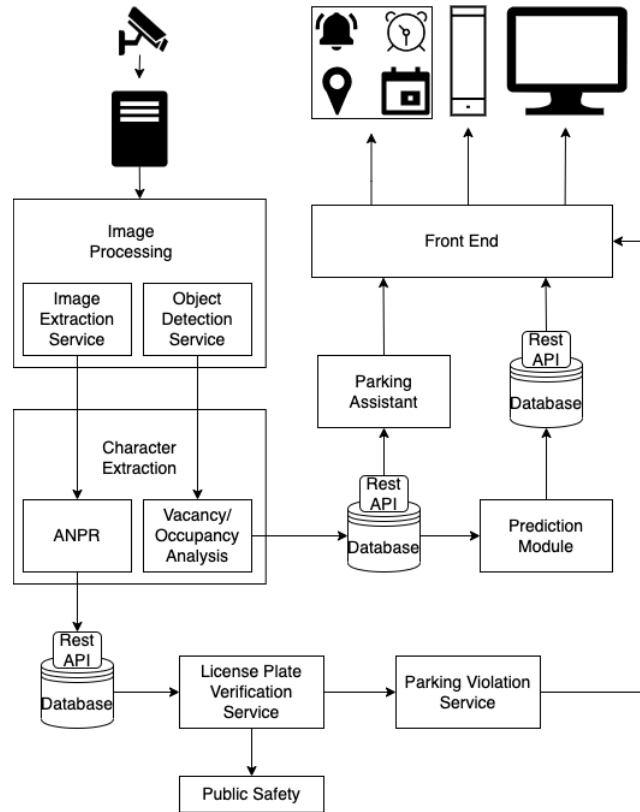 Image
Processing
Front End
Image
Extraction
Service
Object
Detection
Service
Rest
API
Database
Parking
Assistant
Character
Extraction
Rest
API
Database
ANPR
Vacancy/
Occupancy
Analysis
Prediction
Module
Rest
API
Database
License Plate
Verification
Service
Parking Violation
Service
Public Safety